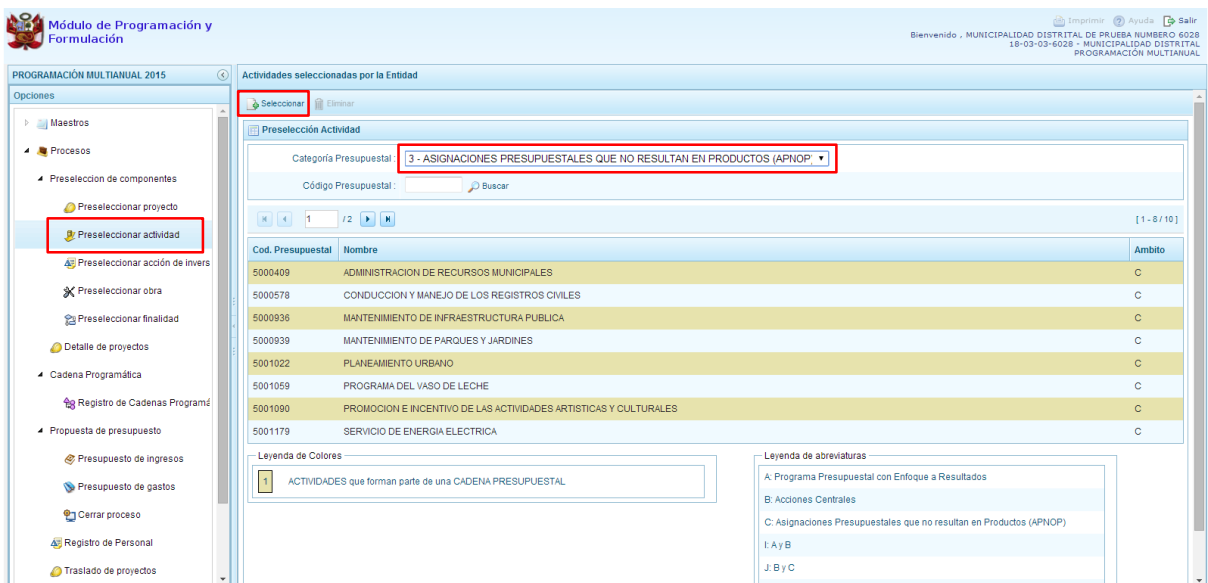 Módulo de Programación y
Formulación
Imprimir Ayuda Salir
Bienvenido , MUNICIPALIDAD DISTRITAL DE PRUEBA NUMBERO 6028
18-03-03-6028 - MUNICIPALIDAD DISTRITAL
PROGRAMACIÓN MULTIANUAL
PROGRAMACIÓN MULTIANUAL 2015
Opciones
Maestros
Procesos
Preseleccion de componentes
Preseleccionar proyecto
Preseleccionar actividad
Preseleccionar acción de invers
Preseleccionar obra
Preseleccionar finalidad
Detalle de proyectos
Cadena Programática
Registro de Cadenas Programá
Propuesta de presupuesto
Presupuesto de ingresos
Presupuesto de gastos
Cerrar proceso
Registro de Personal
Traslado de proyectos
Actividades seleccionadas por la Entidad
Seleccionar Eliminar
Preselección Actividad
Categoría Presupuestal : 3 - ASIGNACIONES PRESUPUESTALES QUE NO RESULTAN EN PRODUCTOS (APNOP)
Código Presupuestal : Buscar
1 / 2 [ 1 - 8 / 10 ]
Cod. Presupuestal Nombre Ambito
5000409 ADMINISTRACION DE RECURSOS MUNICIPALES C
5000578 CONDUCCION Y MANEJO DE LOS REGISTROS CIVILES C
5000936 MANTENIMIENTO DE INFRAESTRUCTURA PUBLICA C
5000939 MANTENIMIENTO DE PARQUES Y JARDINES C
5001022 PLANEAMIENTO URBANO C
5001059 PROGRAMA DEL VASO DE LECHE C
5001090 PROMOCION E INCENTIVO DE LAS ACTIVIDADES ARTISTICAS Y CULTURALES C
5001179 SERVICIO DE ENERGIA ELECTRICA C
Leyenda de Colores
1 ACTIVIDADES que forman parte de una CADENA PRESUPUESTAL
Leyenda de abreviaturas
A: Programa Presupuestal con Enfoque a Resultados
B: Acciones Centrales
C: Asignaciones Presupuestales que no resultan en Productos (APNOP)
I: A y B
J: B y C